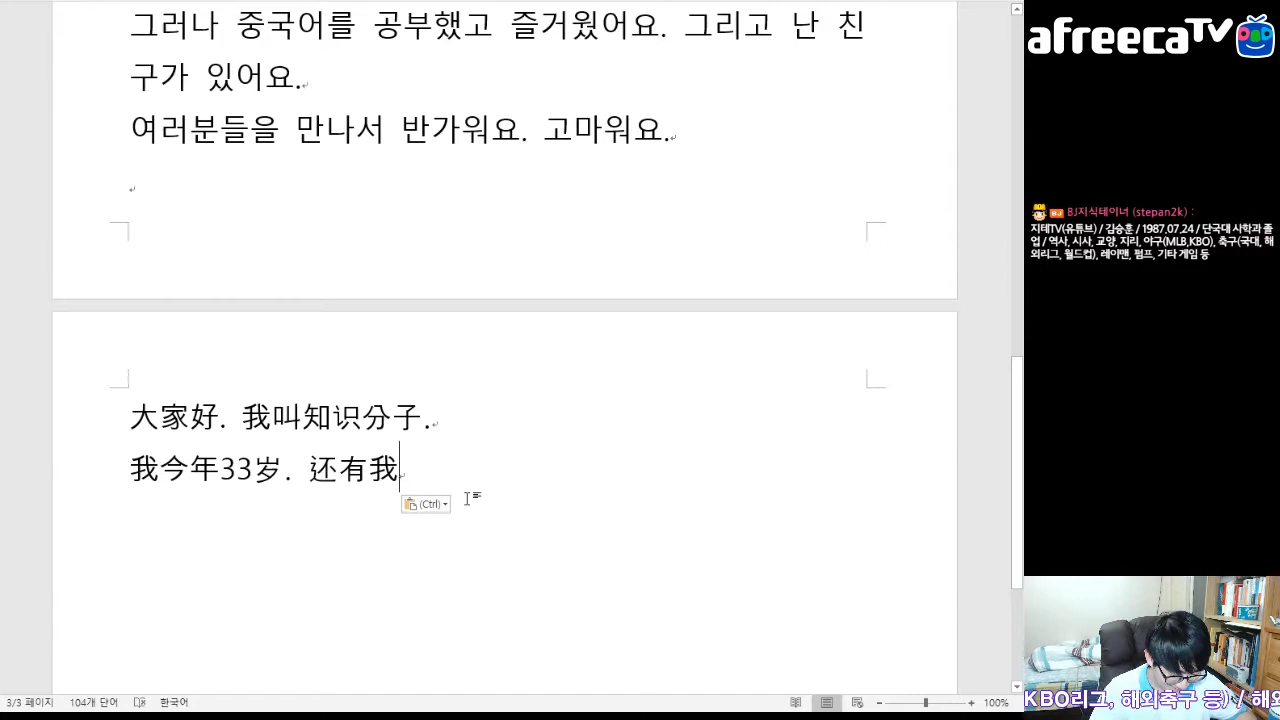 그러나 중국어를 공부했고 즐거웠어요. 그리고 난 친
구가 있어요.
여러분들을 만나서 반가워요. 고마워요.
大家好. 我叫知识分子.
我今年33岁. 还有我
(Ctrl)
3/3 페이지 104개 단어 한국어 100%
afreecaTV
BJ BJ지식테이너 (stepan2k) :
지테TV(유튜브) / 김승훈 / 1987.07.24 / 단국대 사학과 졸
업 / 역사, 시사, 교양, 지리, 야구(MLB,KBO), 축구(국대, 해
외리그, 월드컵), 레이맨, 펌프, 기타 게임 등
KBO리그, 해외축구 등) / 해외